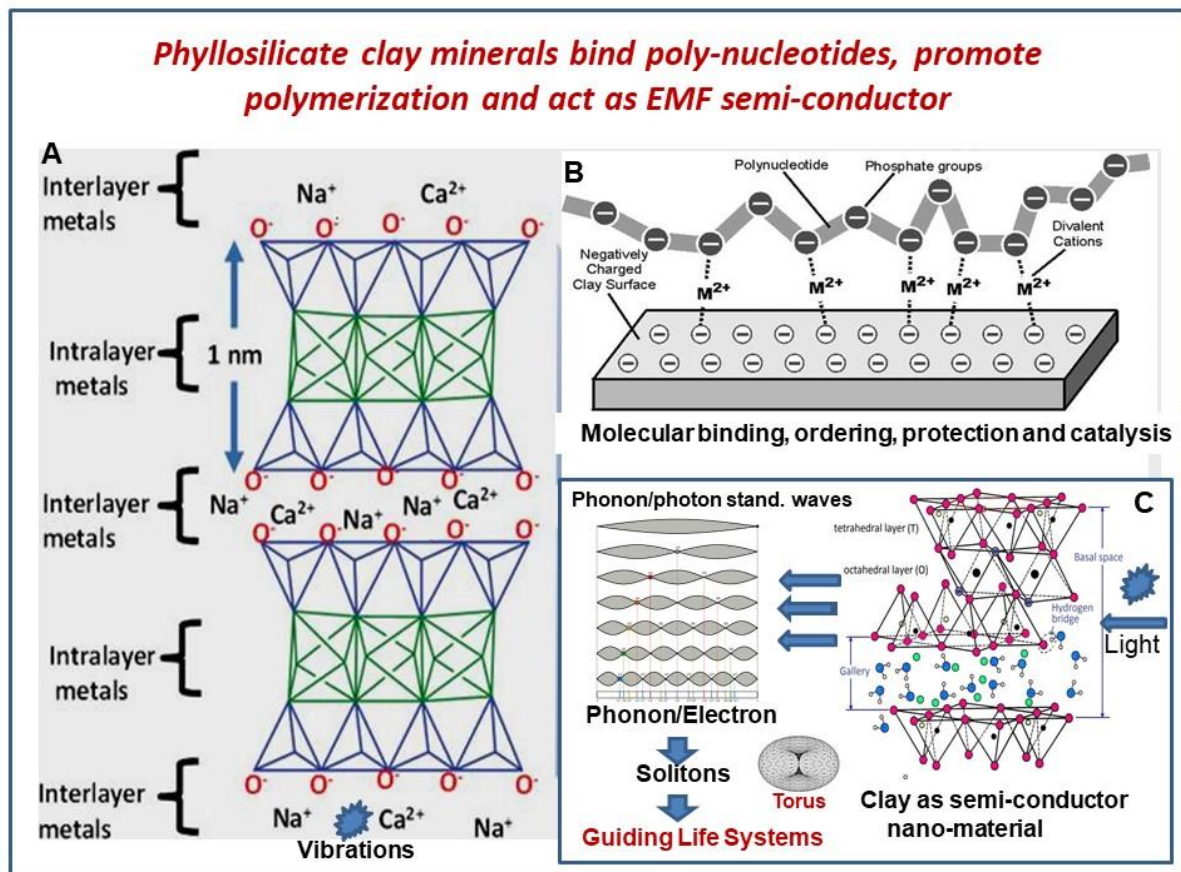 Phyllosilicate clay minerals bind poly-nucleotides, promote
polymerization and act as EMF semi-conductor
A
Interlayer
metals
Na⁺ Ca²⁺
O⁻ O⁻ O⁻ O⁻ O⁻
Intralayer
metals
1 nm
O⁻ O⁻ O⁻ O⁻ O⁻
Interlayer
metals
Na⁺ Ca²⁺ Na⁺ Na⁺ Ca²⁺
O⁻ O⁻ O⁻ O⁻ O⁻
Intralayer
metals
O⁻ O⁻ O⁻ O⁻ O⁻
Interlayer
metals
Na⁺ Ca²⁺ Na⁺
Vibrations
B
Polynucleotide
Phosphate groups
Negatively
Charged
Clay Surface
Divalent
Cations
M²⁺ M²⁺ M²⁺ M²⁺ M²⁺
Molecular binding, ordering, protection and catalysis
C
Phonon/photon stand. waves
tetrahedral layer (T)
octahedral layer (O)
Basal space
Hydrogen
bridge
Gallery
Light
Phonon/Electron
Solitons
Torus
Guiding Life Systems
Clay as semi-conductor
nano-material